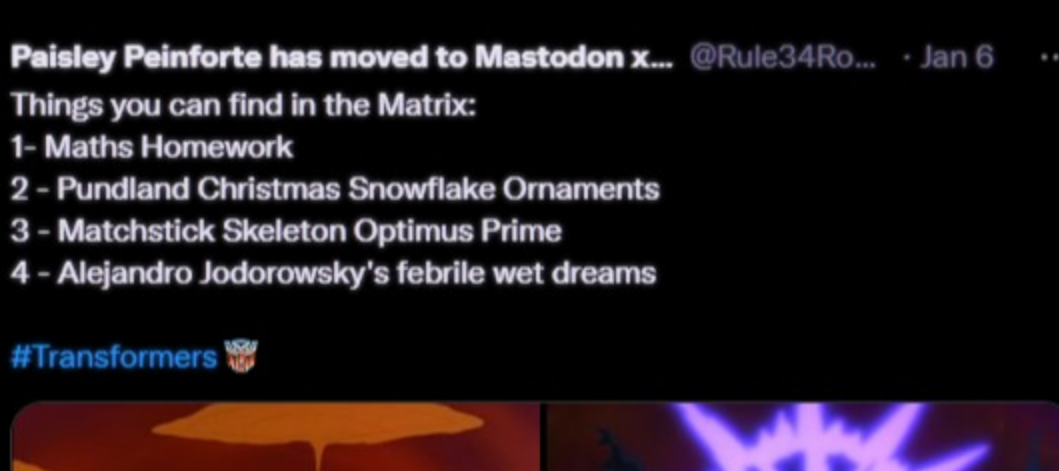 Paisley Peinforte has moved to Mastodon x... @Rule34Ro... · Jan 6
Things you can find in the Matrix:
1- Maths Homework
2 - Pundland Christmas Snowflake Ornaments
3 - Matchstick Skeleton Optimus Prime
4 - Alejandro Jodorowsky's febrile wet dreams
#Transformers